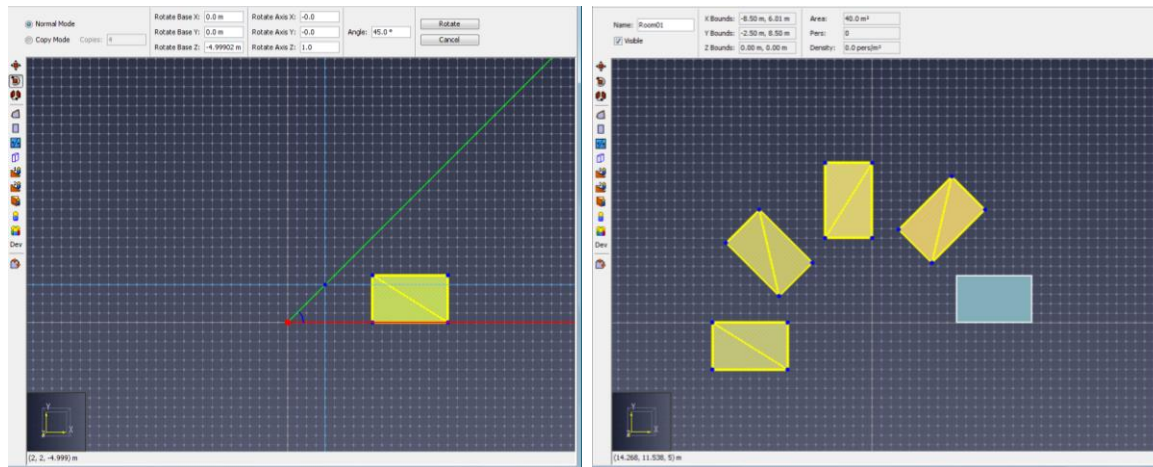 Normal Mode
Copy Mode Copies: 4
Rotate Base X: 0.0 m
Rotate Base Y: 0.0 m
Rotate Base Z: -4.99902 m
Rotate Axis X: -0.0
Rotate Axis Y: -0.0
Rotate Axis Z: 1.0
Angle: 45.0 °
Rotate
Cancel
Dev
Y
X
Z
(2, 2, -4.999) m
Name: Room01
Visible
X Bounds: -8.50 m, 6.01 m
Y Bounds: -2.50 m, 8.50 m
Z Bounds: 0.00 m, 0.00 m
Area: 40.0 m²
Pers: 0
Density: 0.0 pers/m²
Dev
Y
X
Z
(14.268, 11.538, 5) m